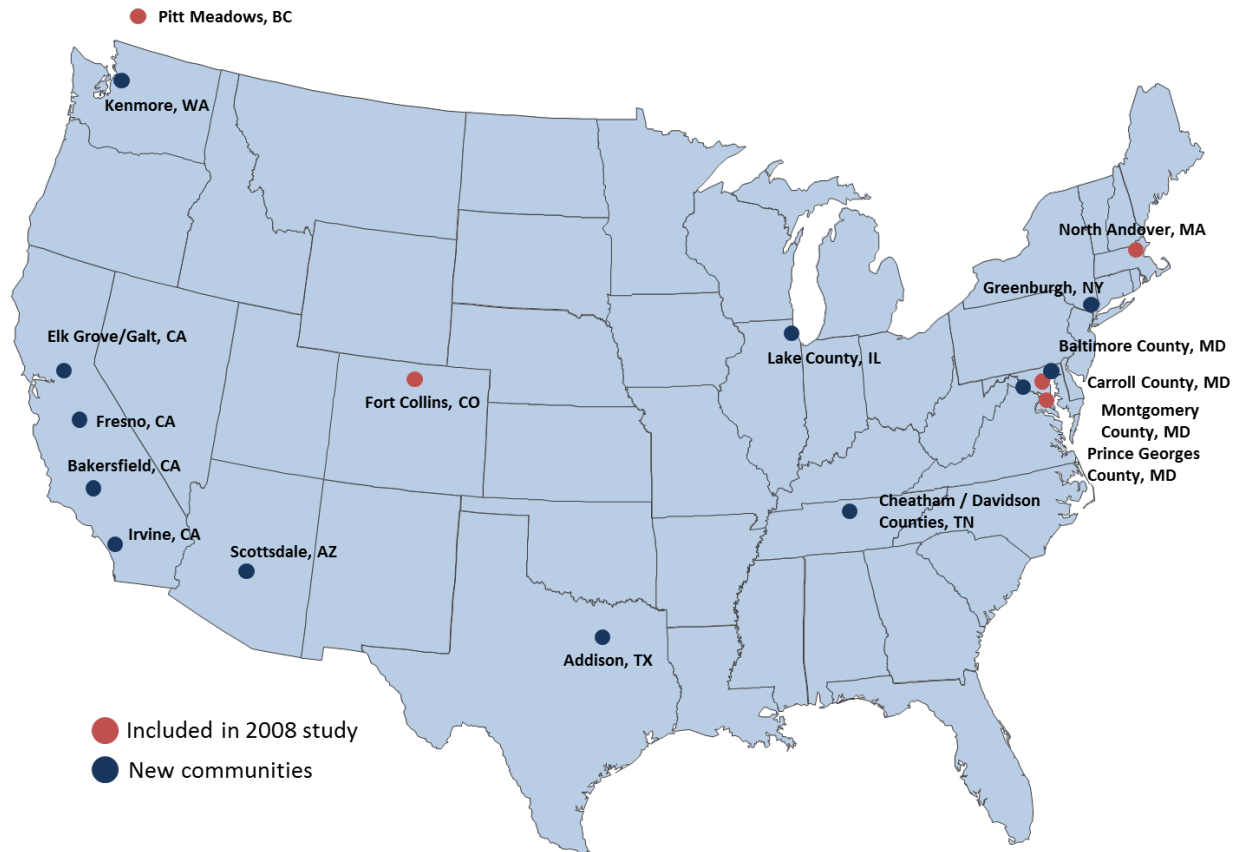 Pitt Meadows, BC
Kenmore, WA
North Andover, MA
Greenburgh, NY
Elk Grove/Galt, CA
Baltimore County, MD
Lake County, IL
Carroll County, MD
Fort Collins, CO
Montgomery
County, MD
Fresno, CA
Prince Georges
County, MD
Bakersfield, CA
Cheatham / Davidson
Counties, TN
Irvine, CA
Scottsdale, AZ
Addison, TX
Included in 2008 study
New communities